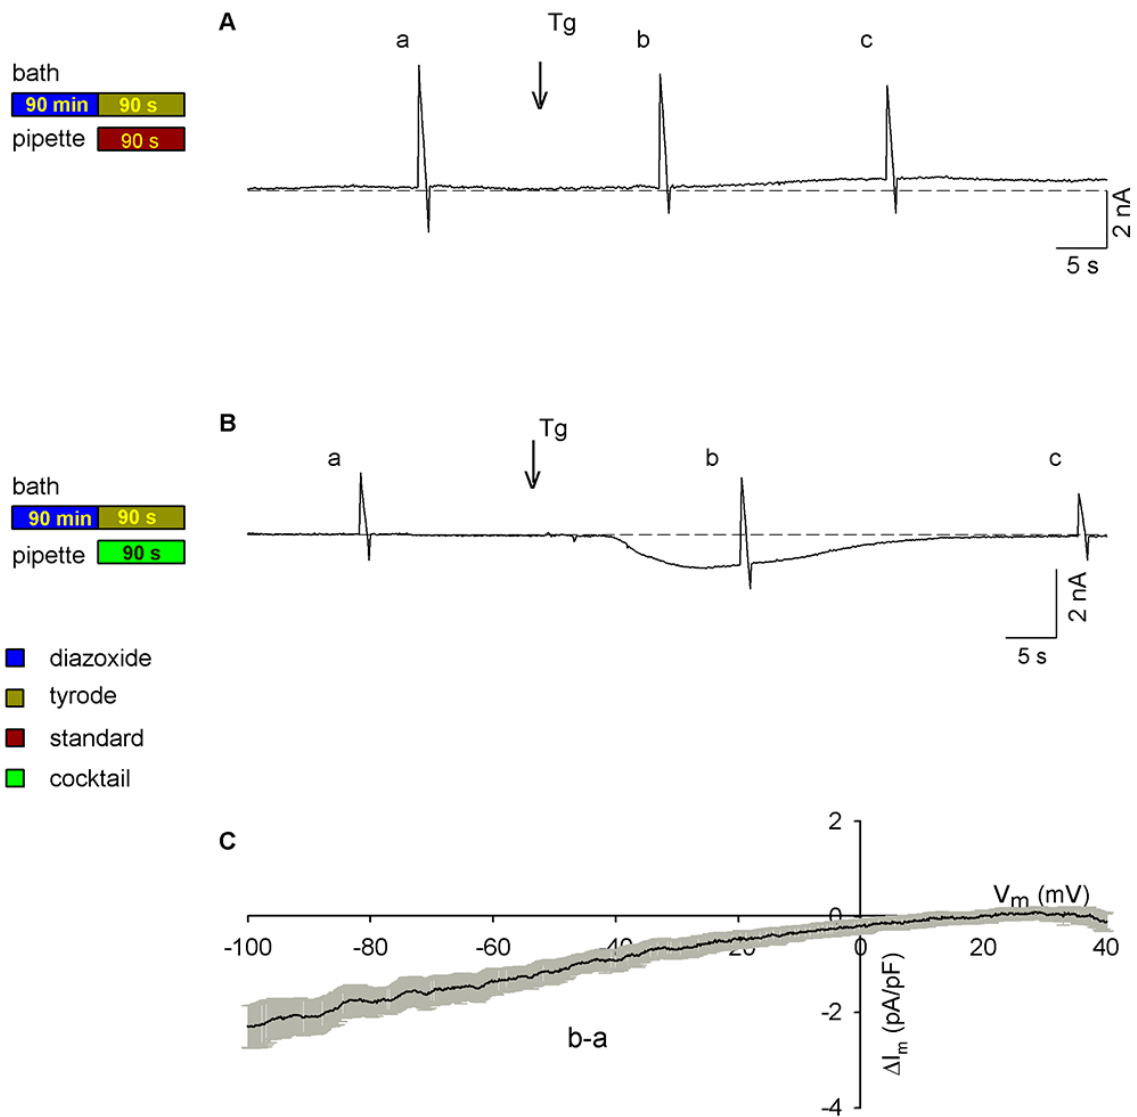 A
Tg
a
b
c
bath
90 min 90 s
pipette 90 s
2 nA
5 s
B
Tg
a
b
c
bath
90 min 90 s
pipette 90 s
2 nA
5 s
diazoxide
tyrode
standard
cocktail
C
2
Vm (mV)
0
-100 -80 -60 -40 -20 0 20 40
-2
ΔIm (pA/pF)
b-a
-4